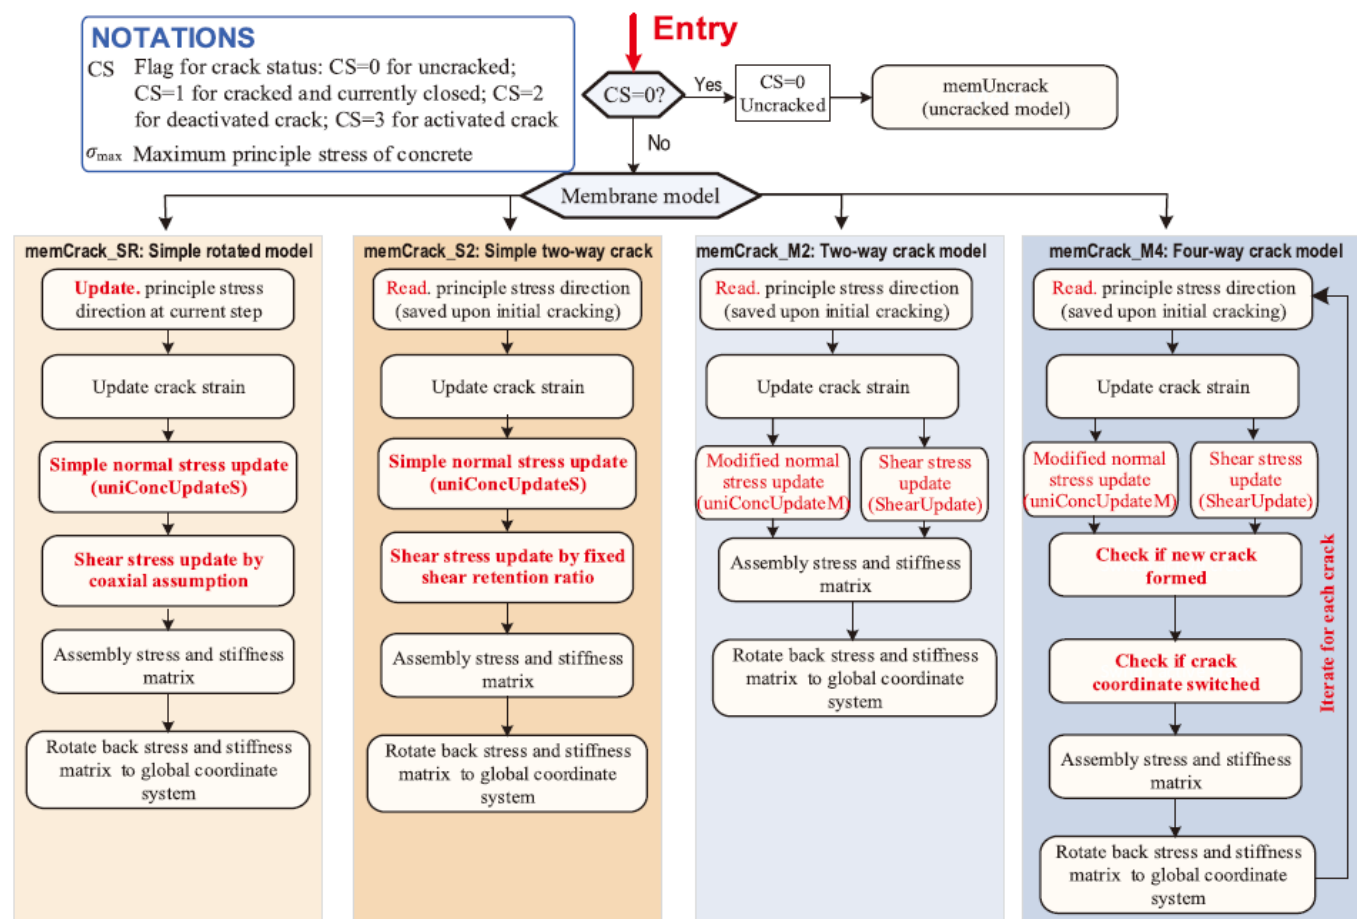 NOTATIONS
CS Flag for crack status: CS=0 for uncracked;
CS=1 for cracked and currently closed; CS=2
for deactivated crack; CS=3 for activated crack
σmax Maximum principle stress of concrete
Entry
CS=0?
Yes
CS=0
Uncracked
memUncrack
(uncracked model)
No
Membrane model
memCrack_SR: Simple rotated model
Update. principle stress
direction at current step
Update crack strain
Simple normal stress update
(uniConcUpdateS)
Shear stress update by
coaxial assumption
Assembly stress and stiffness
matrix
Rotate back stress and stiffness
matrix to global coordinate
system
memCrack_S2: Simple two-way crack
Read. principle stress direction
(saved upon initial cracking)
Update crack strain
Simple normal stress update
(uniConcUpdateS)
Shear stress update by fixed
shear retention ratio
Assembly stress and stiffness
matrix
Rotate back stress and stiffness
matrix to global coordinate
system
memCrack_M2: Two-way crack model
Read. principle stress direction
(saved upon initial cracking)
Update crack strain
Modified normal
stress update
(uniConcUpdateM)
Shear stress
update
(ShearUpdate)
Assembly stress and stiffness
matrix
Rotate back stress and stiffness
matrix to global coordinate
system
memCrack_M4: Four-way crack model
Read. principle stress direction
(saved upon initial cracking)
Update crack strain
Modified normal
stress update
(uniConcUpdateM)
Shear stress
update
(ShearUpdate)
Check if new crack
formed
Check if crack
coordinate switched
Assembly stress and stiffness
matrix
Rotate back stress and stiffness
matrix to global coordinate
system
Iterate for each crack